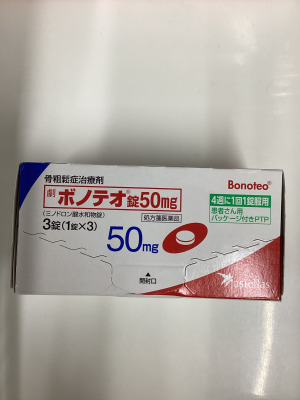 骨粗鬆症治療剤
Bonoteo®
劇 ボノテオ®錠50mg
4週に1回1錠服用
(ミノドロン酸水和物錠)
処方箋医薬品
患者さん用
パッケージ付きPTP
3錠(1錠×3)
50mg
▲
開封口
astellas